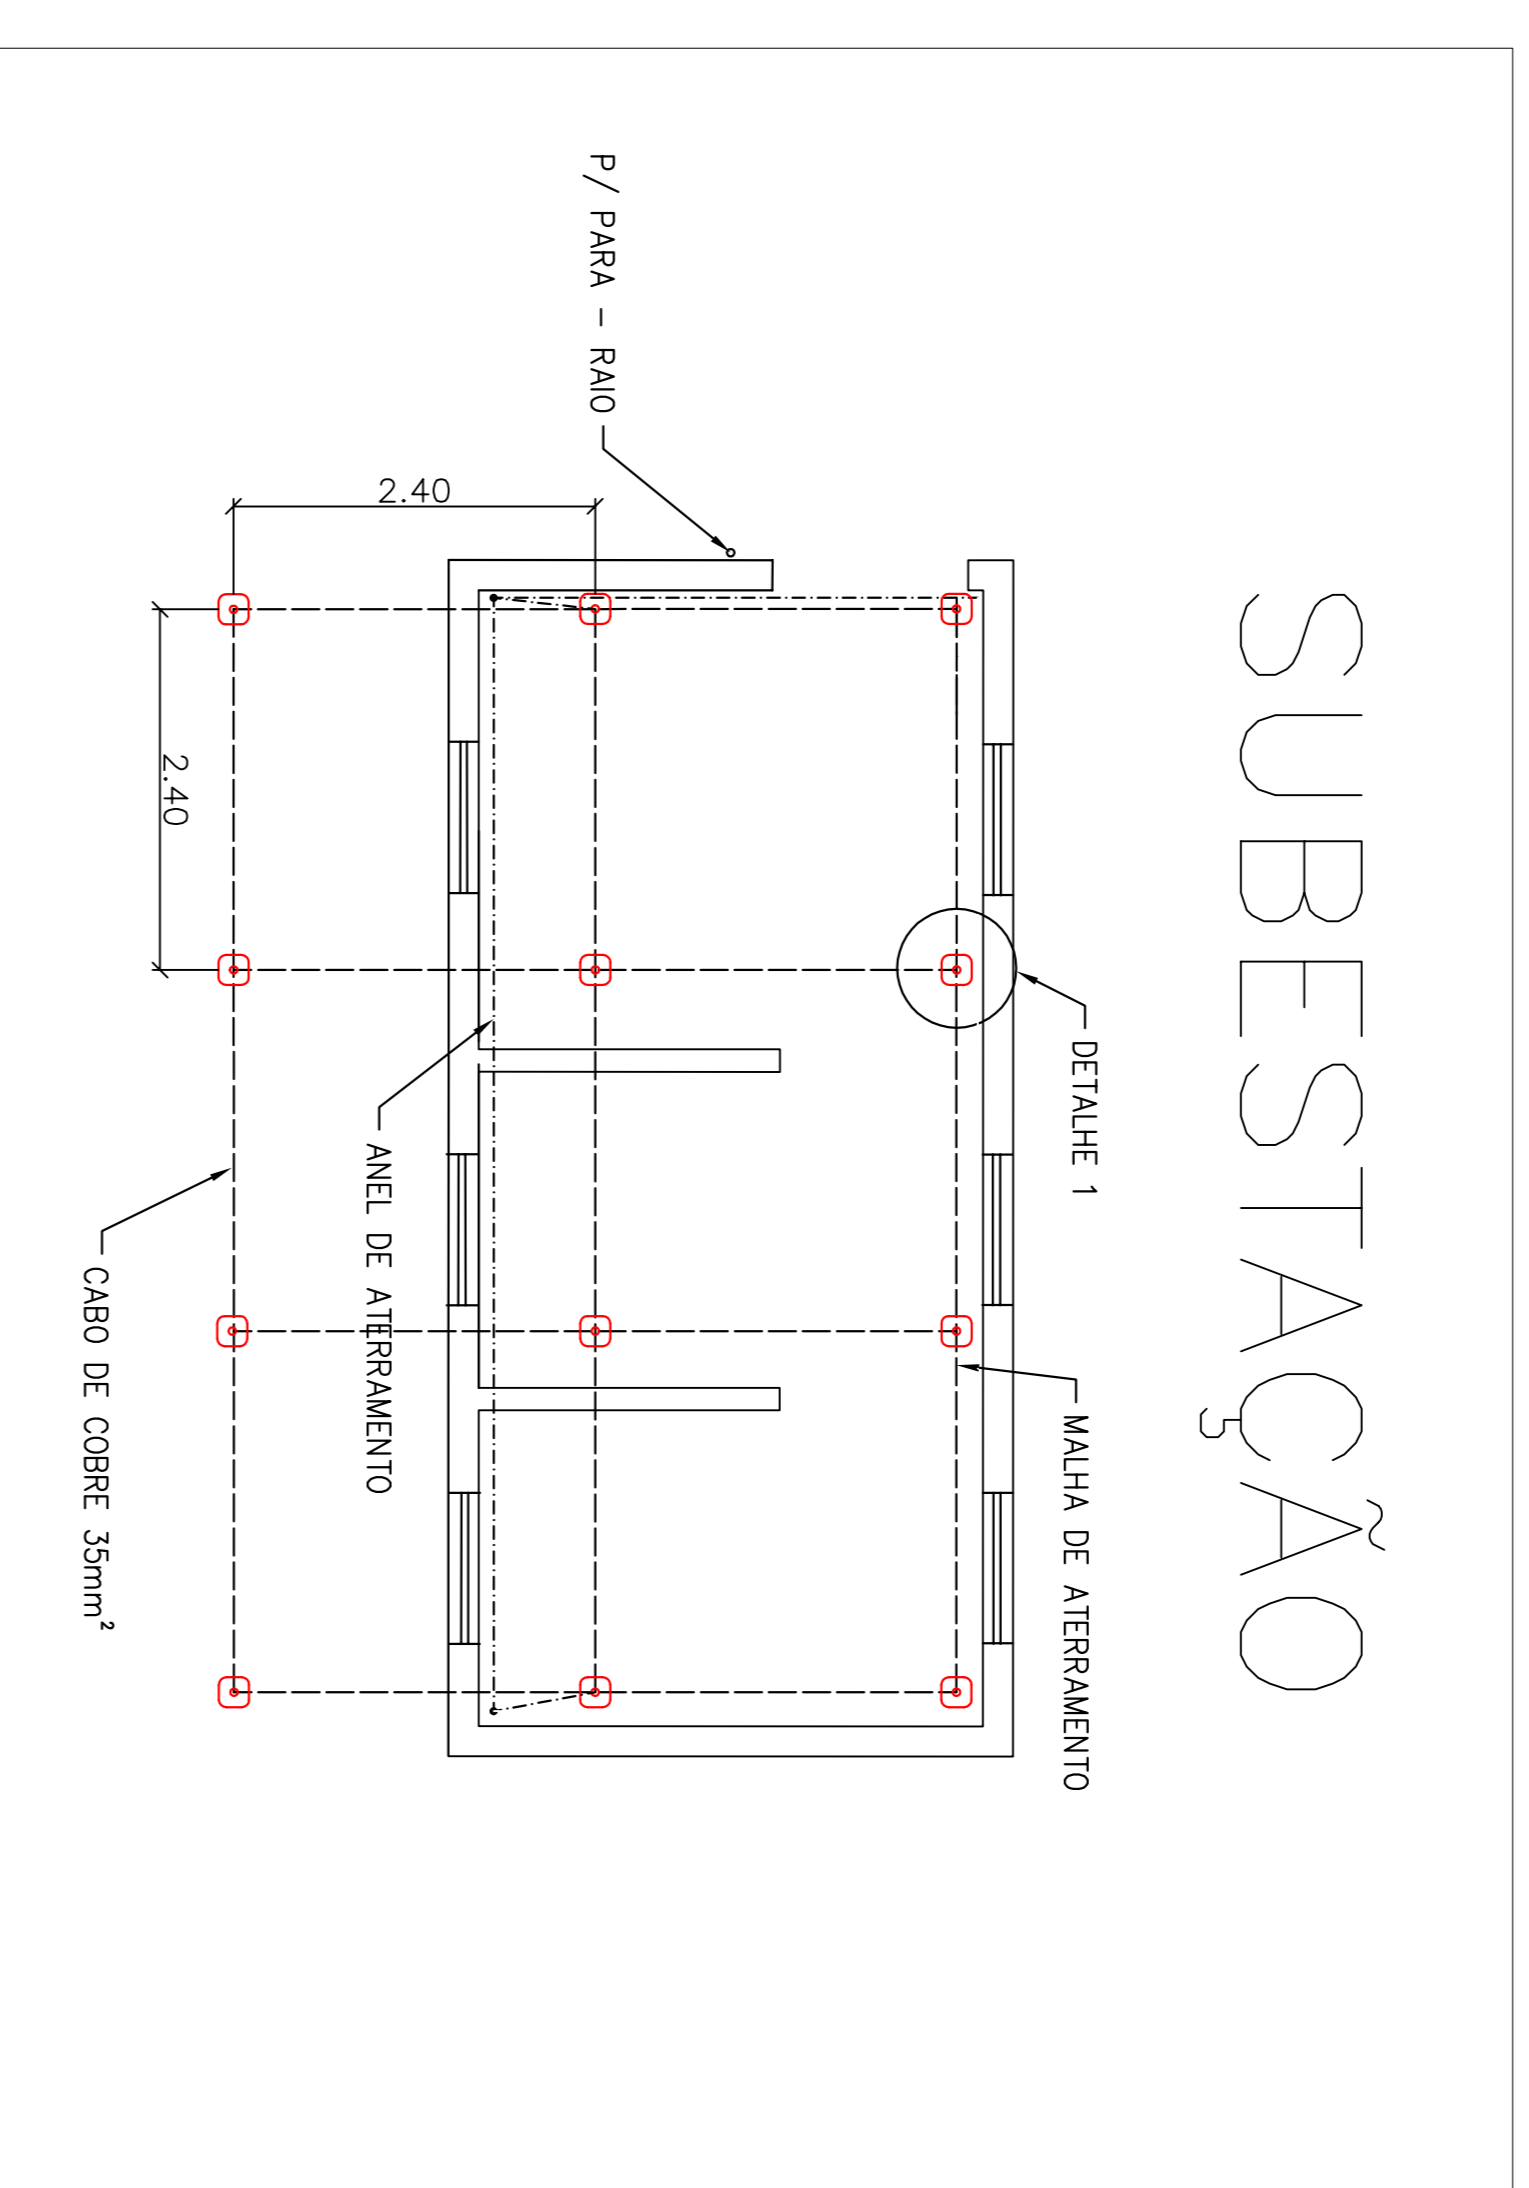 SUBESTAÇÃO
DETALHE 1
MALHA DE ATERRAMENTO
P/ PARA - RAIO
2.40
ANEL DE ATERRAMENTO
2.40
CABO DE COBRE 35mm²